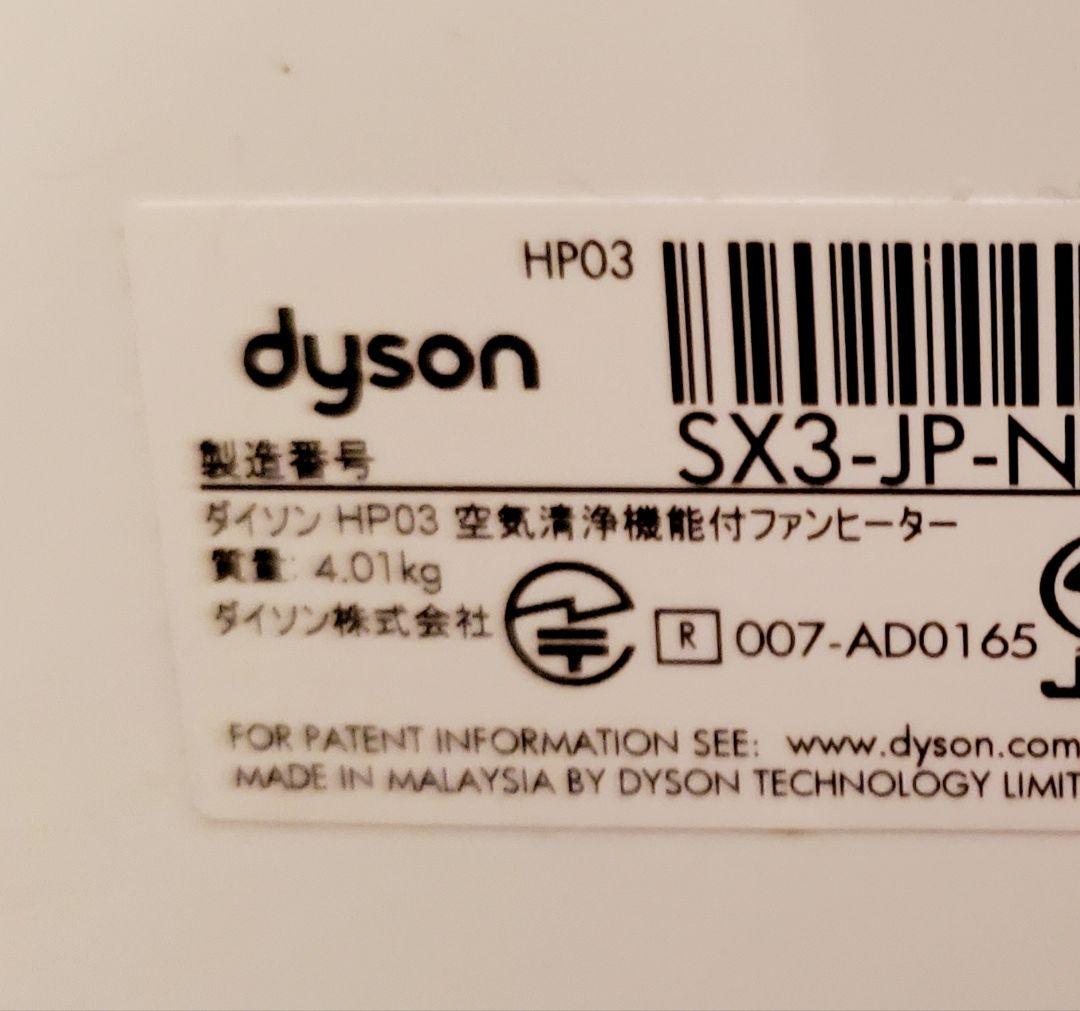 HP03
dyson
製造番号 SX3-JP-N
ダイソン HP03 空気清浄機能付ファンヒーター
質量: 4.01kg
ダイソン株式会社
R 007-AD0165
FOR PATENT INFORMATION SEE: www.dyson.com
MADE IN MALAYSIA BY DYSON TECHNOLOGY LIMIT